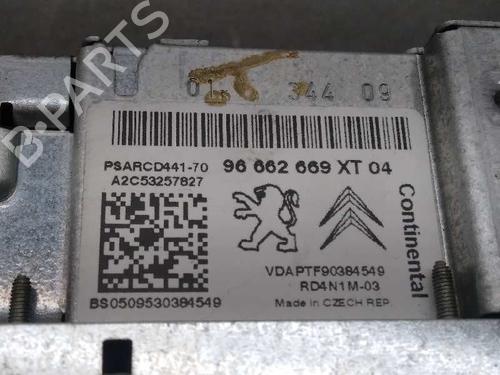 344 09
PSARCD441-70 96 662 669 XT 04
A2C53257827
Continental
VDAPTF90384549
RD4N1M-03
BS0509530384549 Made in CZECH REP.
B-PARTS